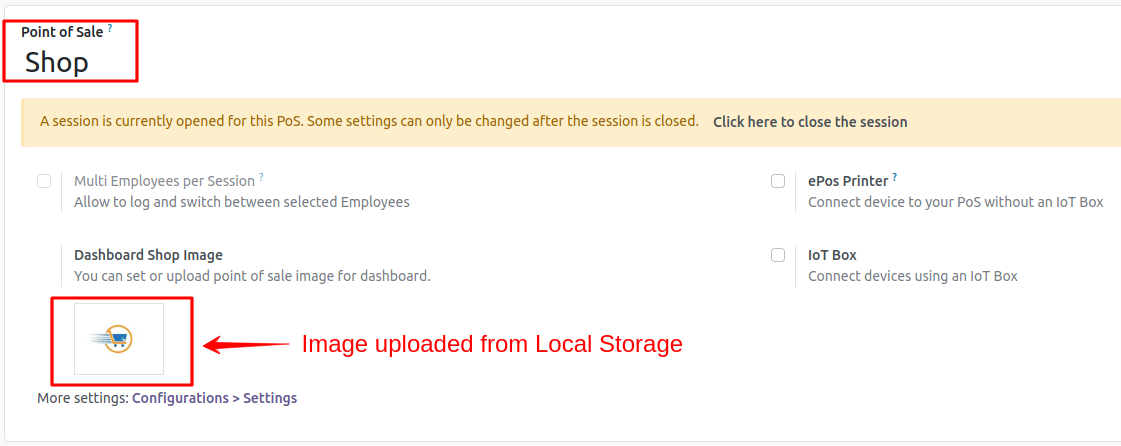 Point of Sale ?
Shop
A session is currently opened for this PoS. Some settings can only be changed after the session is closed. Click here to close the session
Multi Employees per Session ?
Allow to log and switch between selected Employees
ePos Printer ?
Connect device to your PoS without an IoT Box
Dashboard Shop Image
You can set or upload point of sale image for dashboard.
IoT Box
Connect devices using an IoT Box
Image uploaded from Local Storage
More settings: Configurations > Settings